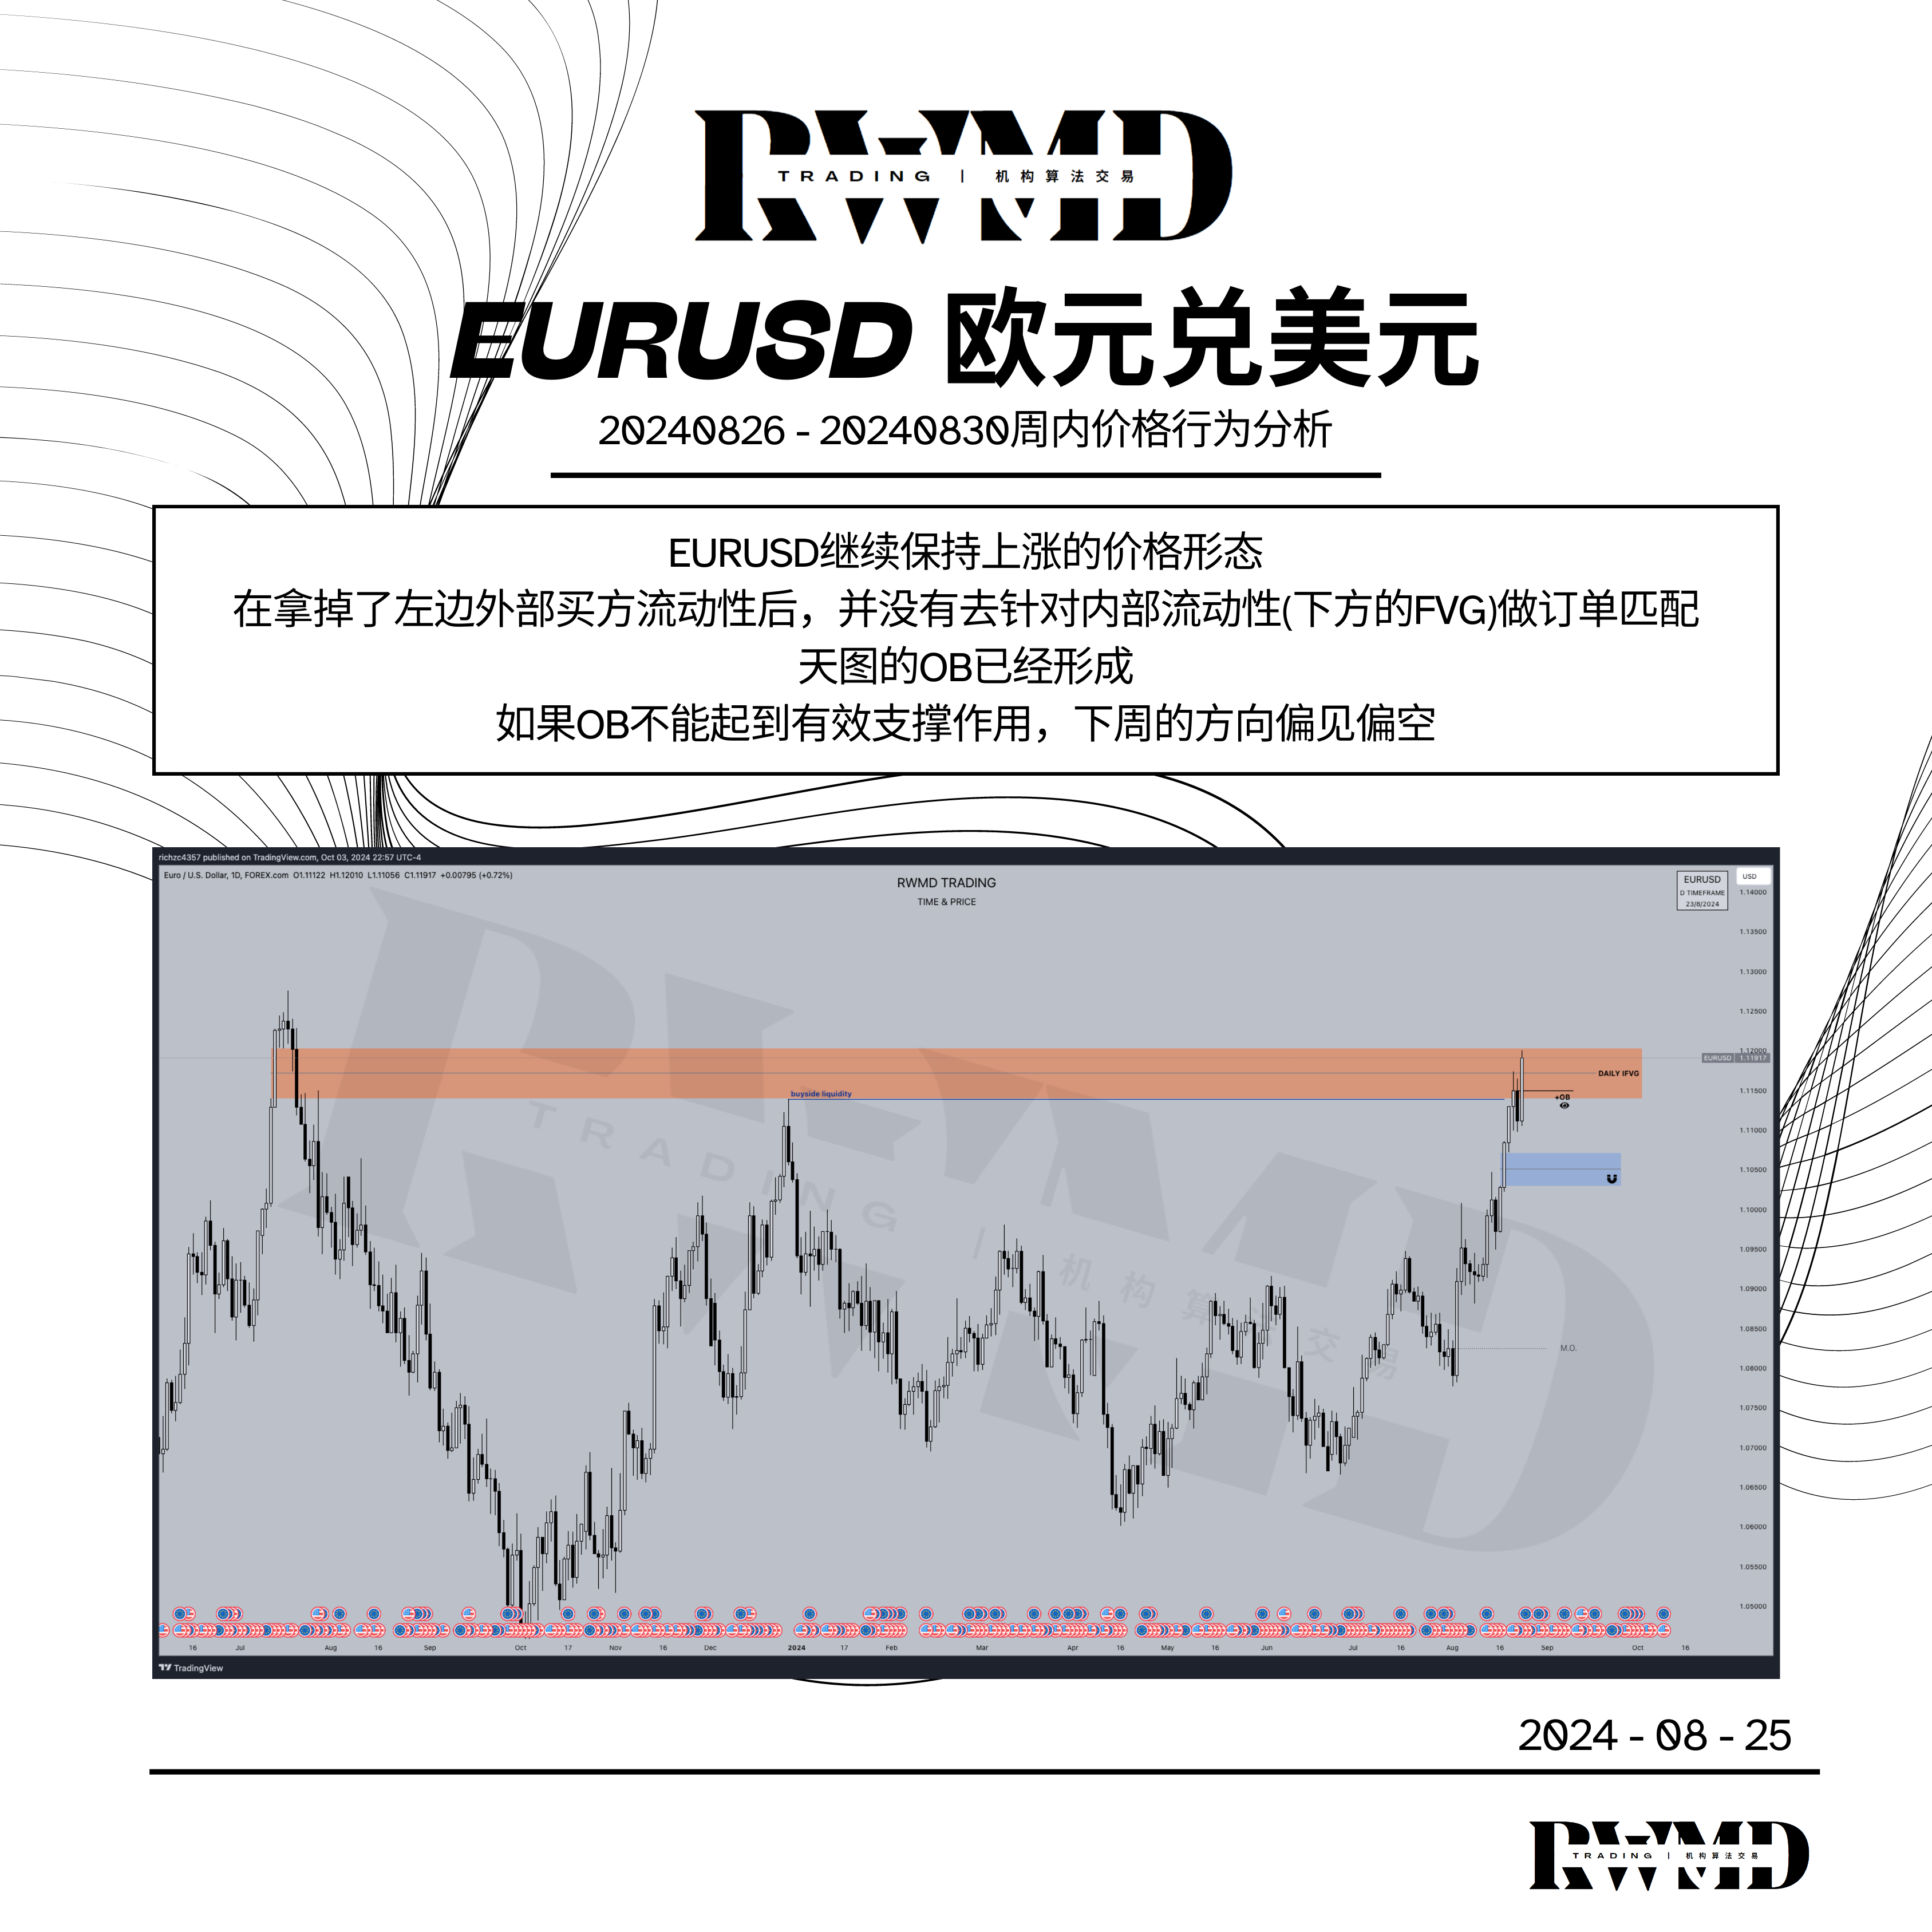 RWMD
TRADING | 机构算法交易
EURUSD 欧元兑美元
20240826 - 20240830周内价格行为分析
EURUSD继续保持上涨的价格形态
在拿掉了左边外部买方流动性后，并没有去针对内部流动性(下方的FVG)做订单匹配
天图的OB已经形成
如果OB不能起到有效支撑作用，下周的方向偏见偏空
richzc4357 published on TradingView.com, Oct 03, 2024 22:57 UTC-4
Euro / U.S. Dollar, 1D, FOREX.com O1.11122 H1.12010 L1.11056 C1.11917 +0.00795 (+0.72%)
RWMD TRADING
TIME & PRICE
EURUSD
D TIMEFRAME
23/8/2024
USD
1.14000
1.13500
1.13000
1.12500
1.12000
EURUSD 1.11917
DAILY IFVG
1.11500
buyside liquidity
+OB
1.11000
1.10500
1.10000
1.09500
1.09000
1.08500
M.O.
1.08000
1.07500
1.07000
1.06500
1.06000
1.05500
1.05000
RWMD
TRADING | 机构算法交易
16 Jul Aug 16 Sep Oct 17 Nov 16 Dec 2024 17 Feb Mar Apr 16 May 16 Jun Jul 16 Aug 16 Sep Oct 16
TradingView
2024 - 08 - 25
RWMD
TRADING | 机构算法交易